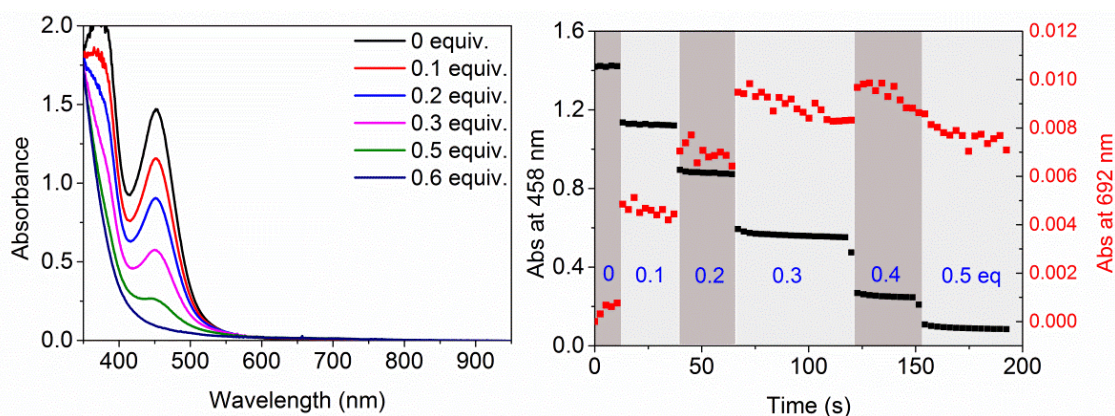 2.0
1.5
1.0
0.5
0.0
Absorbance
400 500 600 700 800 900
Wavelength (nm)
0 equiv.
0.1 equiv.
0.2 equiv.
0.3 equiv.
0.5 equiv.
0.6 equiv.
1.6
1.2
0.8
0.4
0.0
Abs at 458 nm
0 0.1 0.2 0.3 0.4 0.5 eq
0 50 100 150 200
Time (s)
0.012
0.010
0.008
0.006
0.004
0.002
0.000
Abs at 692 nm